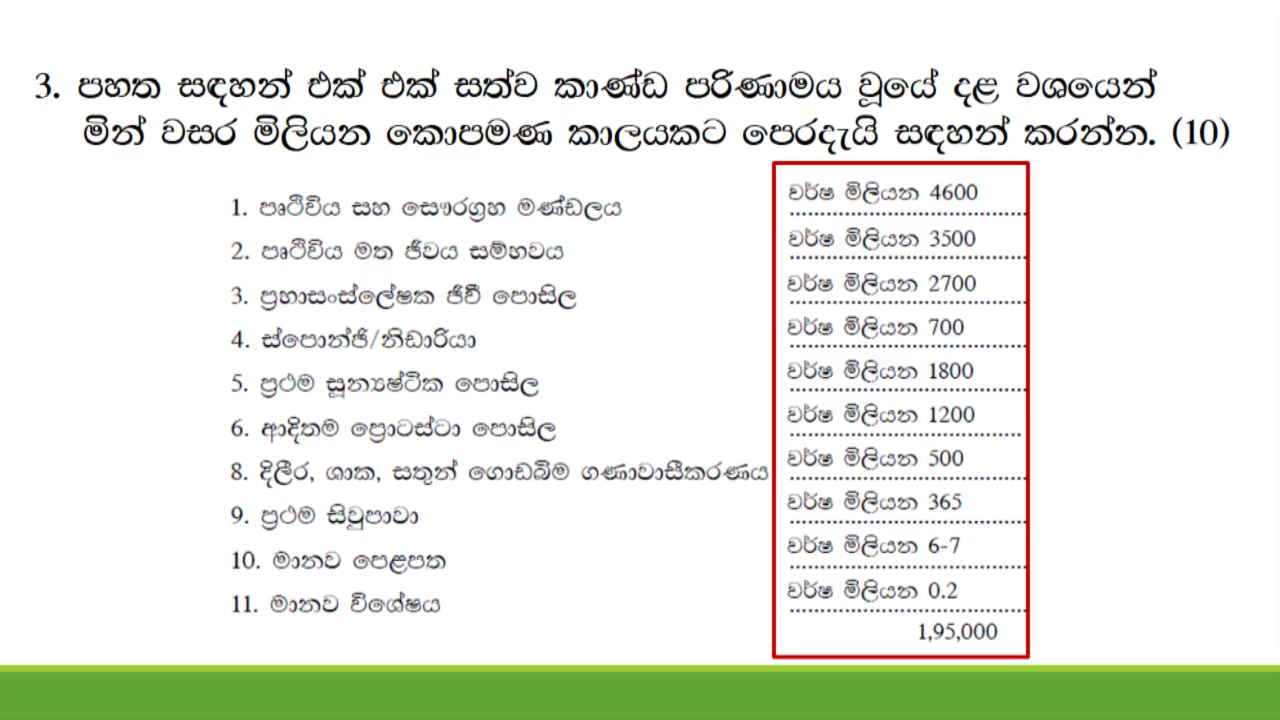 3. පහත සඳහන් එක් එක් සත්ව කාණ්ඩ පරිණාමය වූයේ දළ වශයෙන්
මින් වසර මිලියන කොපමණ කාලයකට පෙරදැයි සඳහන් කරන්න. (10)
1. පෘථිවිය සහ සෞරග්‍රහ මණ්ඩලය වර්ෂ මිලියන 4600
2. පෘථිවිය මත ජීවය සම්භවය වර්ෂ මිලියන 3500
3. ප්‍රභාසංස්ලේෂක ජීවී පොසිල වර්ෂ මිලියන 2700
4. ස්පොන්ජි/නිඩාරියා වර්ෂ මිලියන 700
5. ප්‍රථම සූන්‍යෂ්ටික පොසිල වර්ෂ මිලියන 1800
6. ආදිතම ප්‍රොටස්ටා පොසිල වර්ෂ මිලියන 1200
8. දිලීර, ශාක, සතුන් ගොඩබිම ගණාවාසීකරණය වර්ෂ මිලියන 500
9. ප්‍රථම සිවුපාවා වර්ෂ මිලියන 365
10. මානව පෙළපත වර්ෂ මිලියන 6-7
11. මානව විශේෂය වර්ෂ මිලියන 0.2
1,95,000